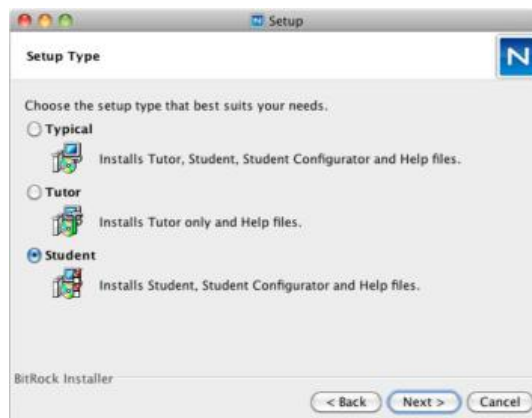 Setup
Setup Type
N
Choose the setup type that best suits your needs.
Typical
Installs Tutor, Student, Student Configurator and Help files.
Tutor
Installs Tutor only and Help files.
Student
Installs Student, Student Configurator and Help files.
BitRock Installer
< Back Next > Cancel